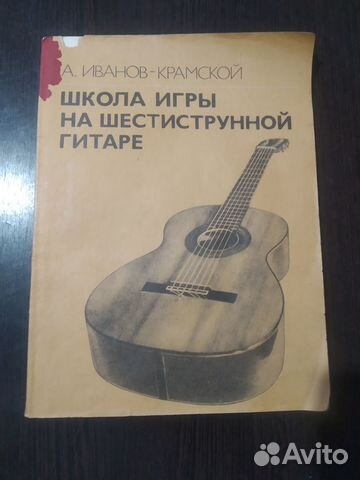 А. ИВАНОВ-КРАМСКОЙ
ШКОЛА ИГРЫ
НА ШЕСТИСТРУННОЙ
ГИТАРЕ
Avito